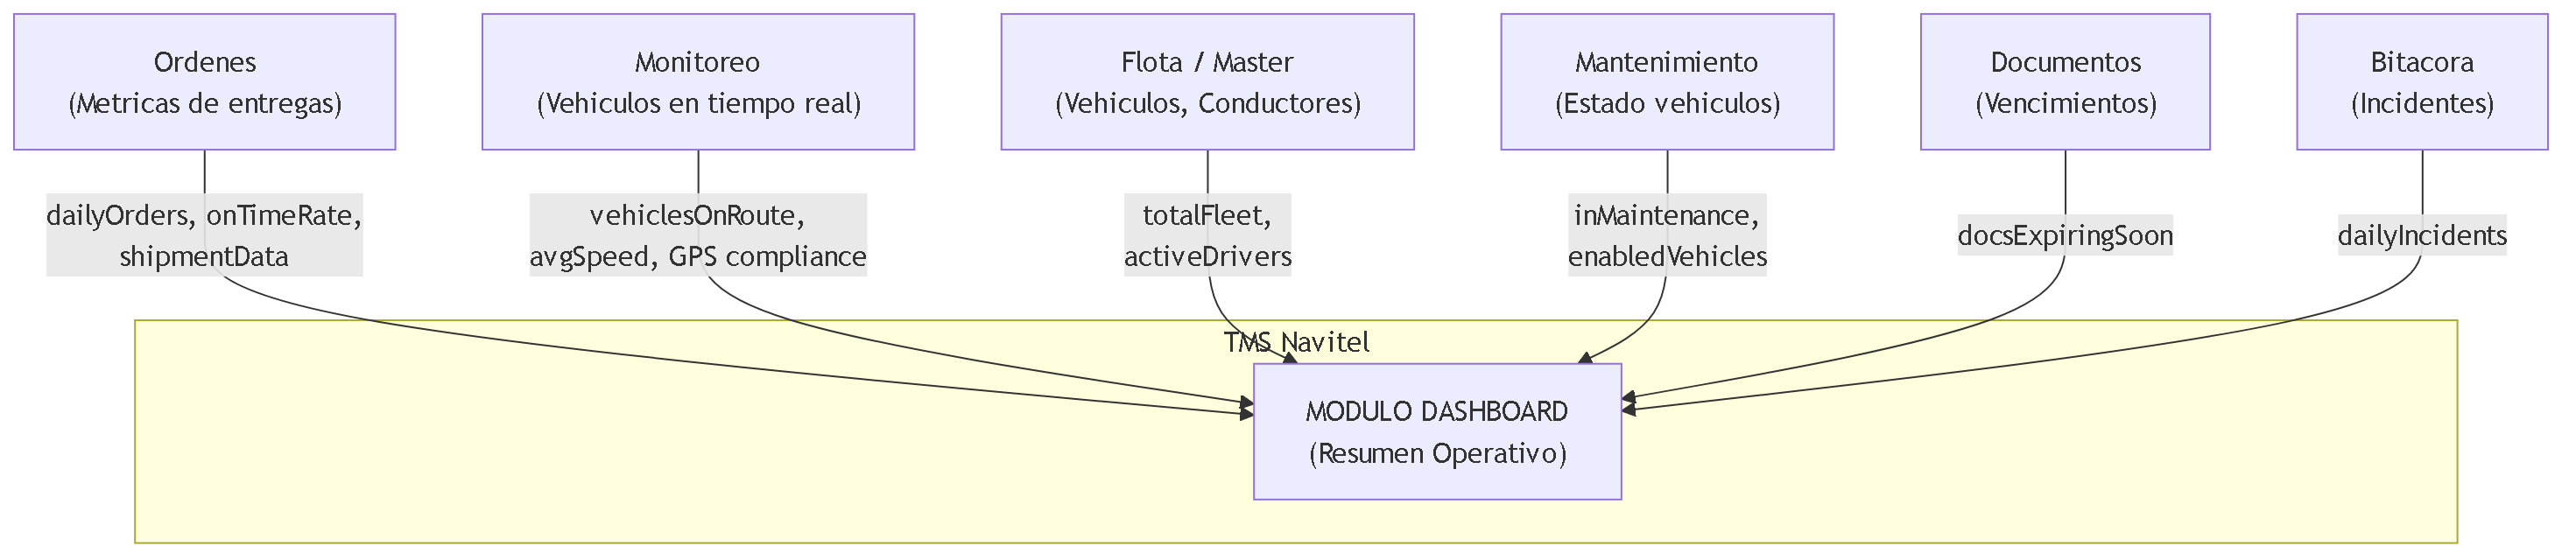 Ordenes
(Metricas de entregas)
Monitoreo
(Vehiculos en tiempo real)
Flota / Master
(Vehiculos, Conductores)
Mantenimiento
(Estado vehiculos)
Documentos
(Vencimientos)
Bitacora
(Incidentes)
dailyOrders, onTimeRate,
shipmentData
vehiclesOnRoute,
avgSpeed, GPS compliance
totalFleet,
activeDrivers
inMaintenance,
enabledVehicles
docsExpiringSoon
dailyIncidents
TMS Navitel
MODULO DASHBOARD
(Resumen Operativo)